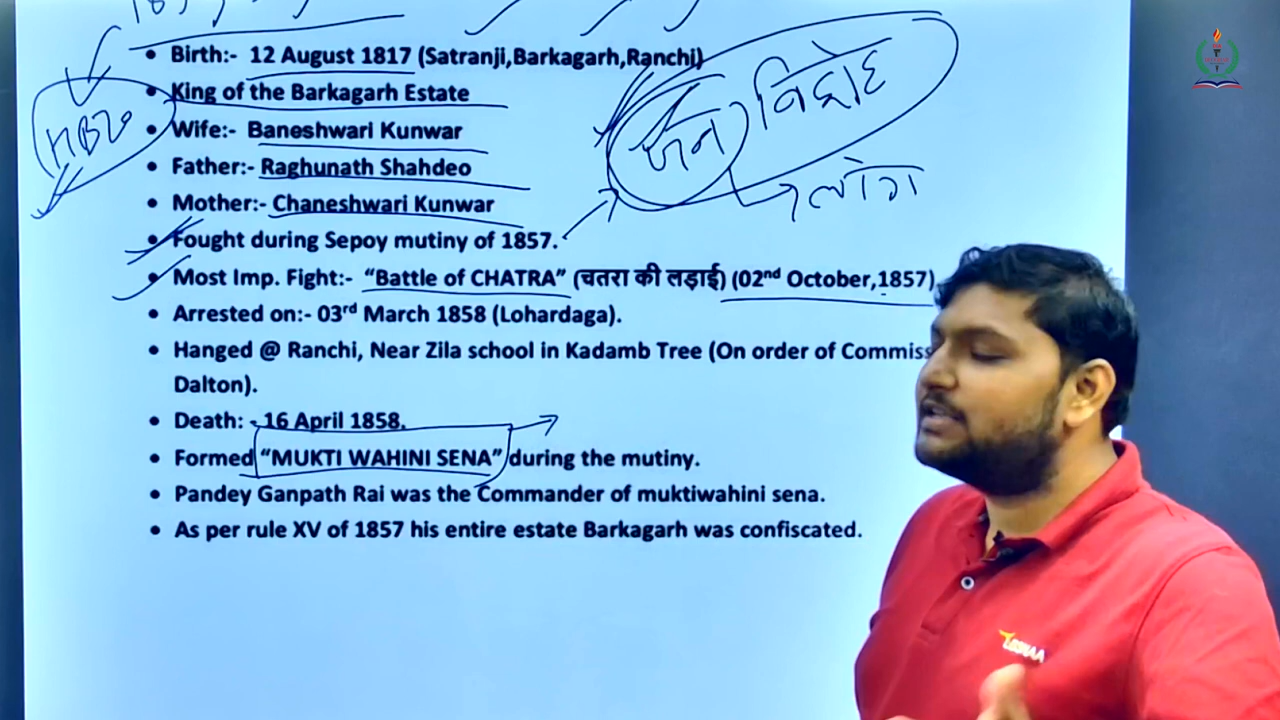 Birth:- 12 August 1817 (Satranji,Barkagarh,Ranchi)
King of the Barkagarh Estate
Wife:- Baneshwari Kunwar
Father:- Raghunath Shahdeo
Mother:- Chaneshwari Kunwar
Fought during Sepoy mutiny of 1857.
Most Imp. Fight:- “Battle of CHATRA” (चतरा की लड़ाई) (02nd October,1857)
Arrested on:- 03rd March 1858 (Lohardaga).
Hanged @ Ranchi, Near Zila school in Kadamb Tree (On order of Commiss
Dalton).
Death: - 16 April 1858.
Formed “MUKTI WAHINI SENA” during the mutiny.
Pandey Ganpath Rai was the Commander of muktiwahini sena.
As per rule XV of 1857 his entire estate Barkagarh was confiscated.
जन विद्रोह
लोग